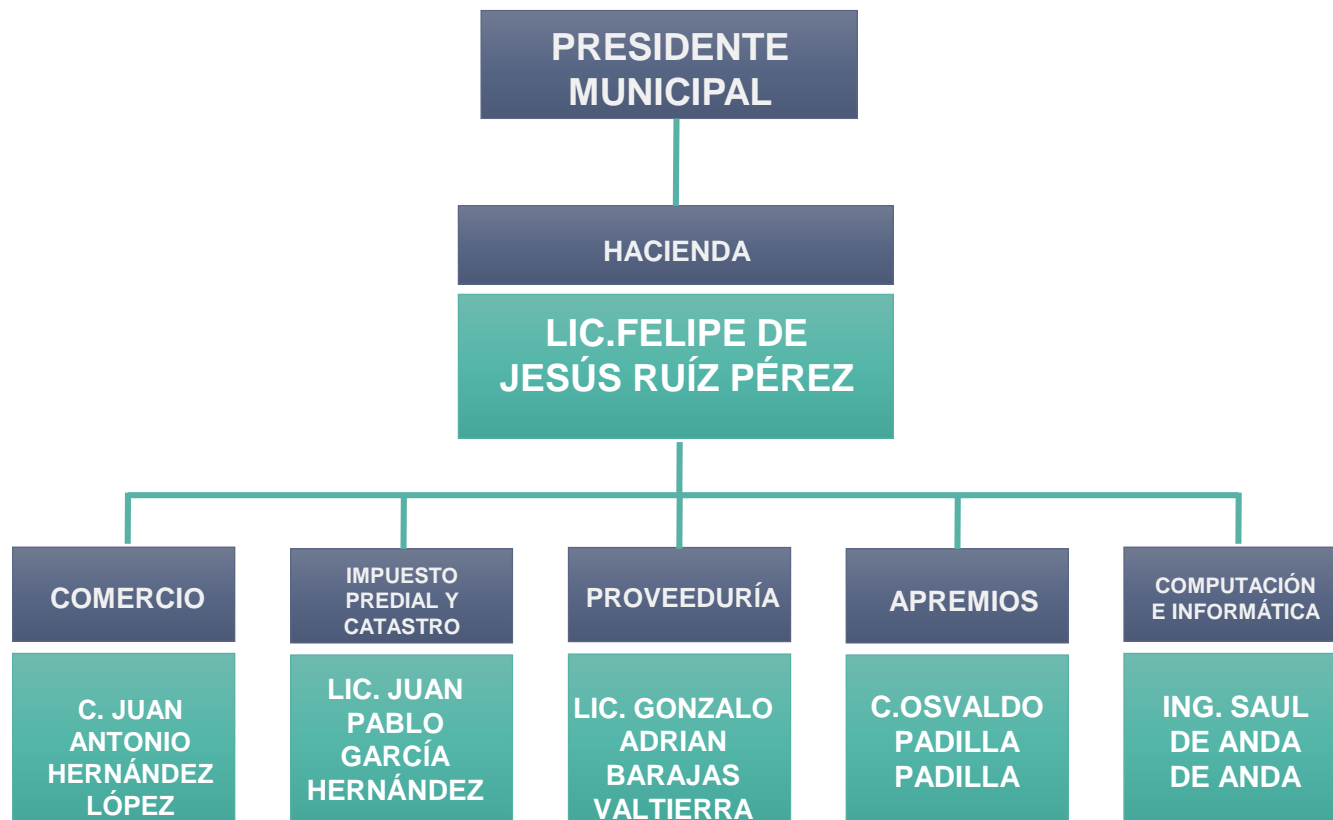 PRESIDENTE
MUNICIPAL
HACIENDA
LIC.FELIPE DE
JESÚS RUÍZ PÉREZ
COMERCIO
C. JUAN
ANTONIO
HERNÁNDEZ
LÓPEZ
IMPUESTO
PREDIAL Y
CATASTRO
LIC. JUAN
PABLO
GARCÍA
HERNÁNDEZ
PROVEEDURÍA
LIC. GONZALO
ADRIAN
BARAJAS
VALTIERRA
APREMIOS
C.OSVALDO
PADILLA
PADILLA
COMPUTACIÓN
E INFORMÁTICA
ING. SAUL
DE ANDA
DE ANDA